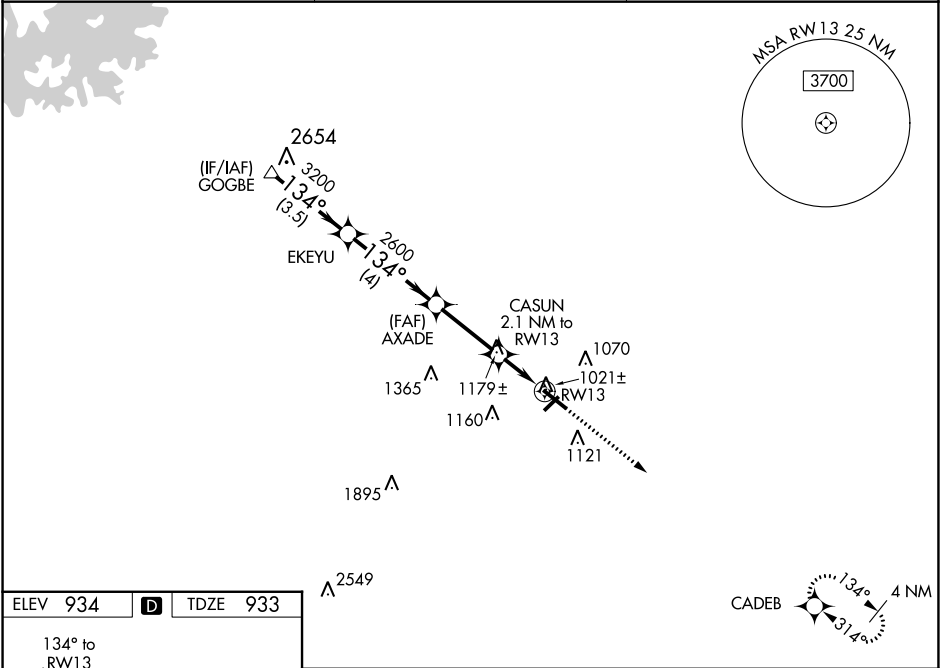 MSA RW13 25 NM
3700
2654
(IF/IAF)
GOGBE
3200
134°
(3.5)
EKEYU
2600
134°
(4)
CASUN
2.1 NM to
RW13
(FAF)
AXADE
1070
1365
1179±
1021±
RW13
1160
1121
1895
2549
CADEB
134°
4 NM
314°
ELEV 934
D
TDZE 933
134° to
RW13